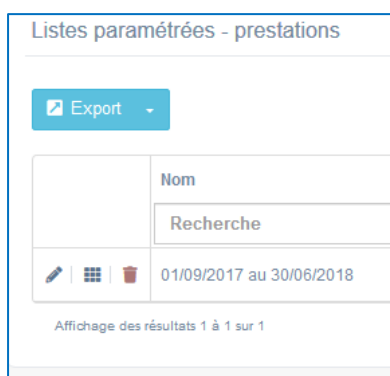 Listes paramétrées - prestations
Export
Nom
Recherche
01/09/2017 au 30/06/2018
Affichage des résultats 1 à 1 sur 1